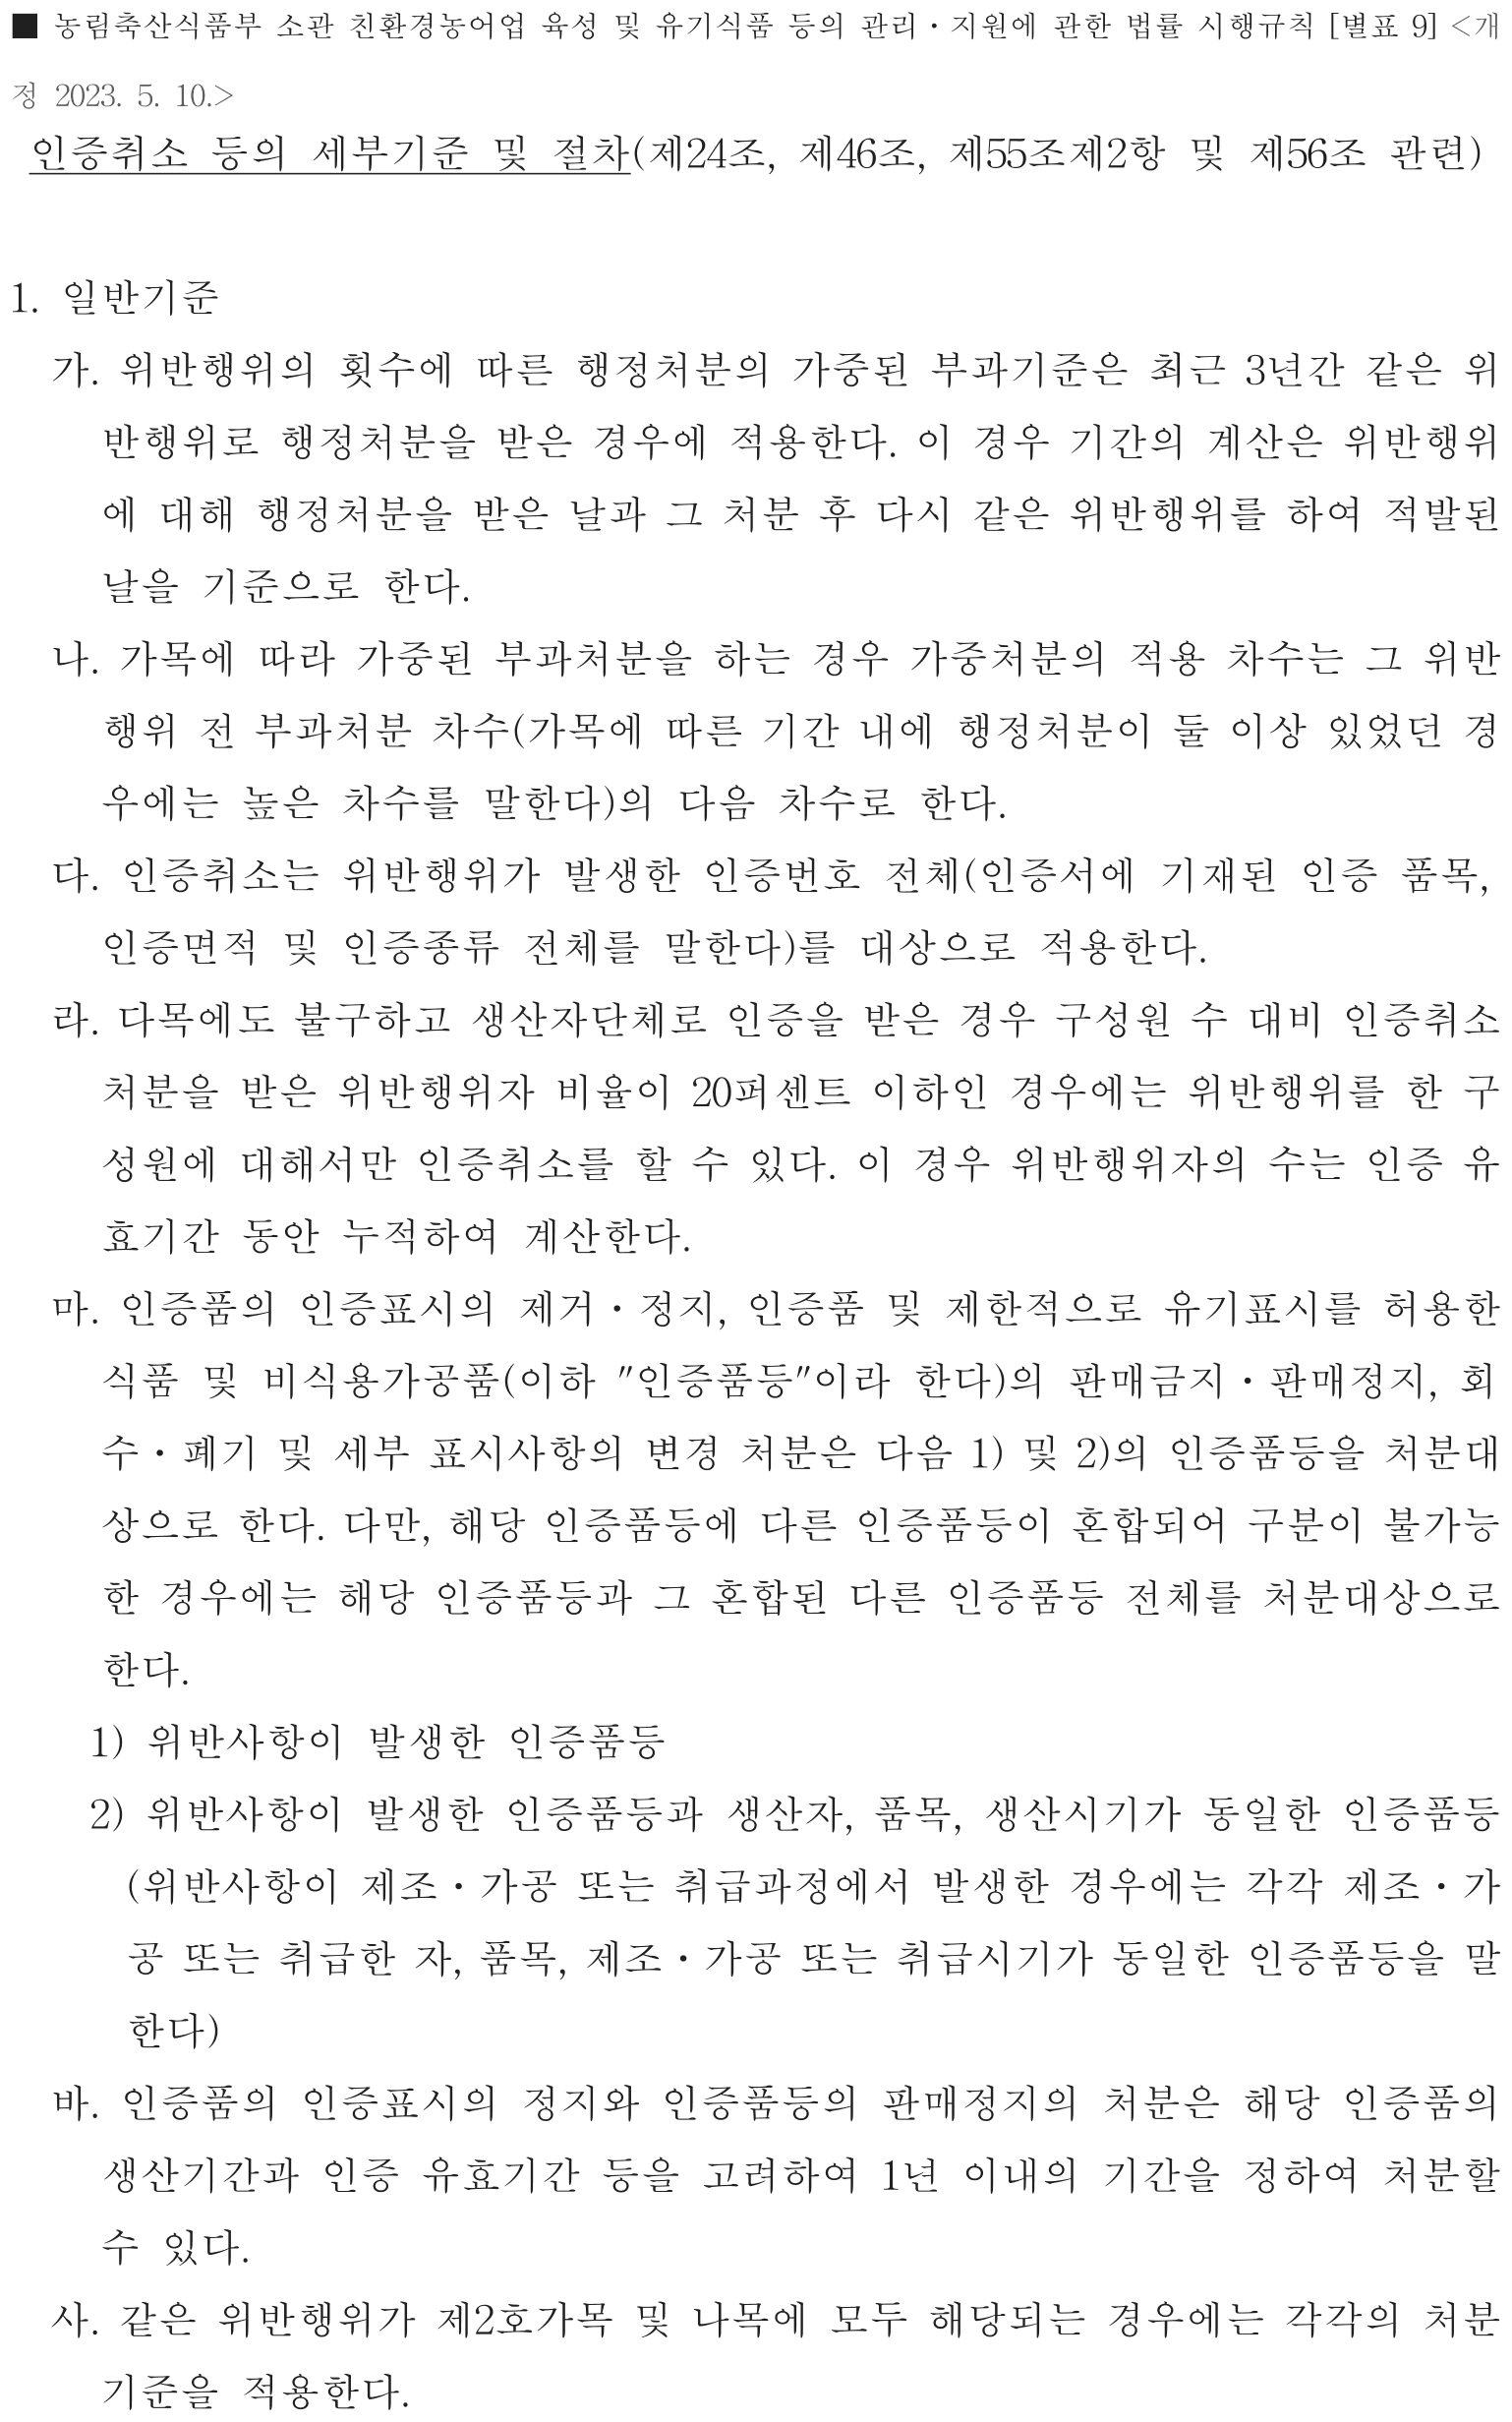 ■ 농림축산식품부 소관 친환경농어업 육성 및 유기식품 등의 관리ㆍ지원에 관한 법률 시행규칙 [별표 9] <개
정 2023. 5. 10.>
인증취소 등의 세부기준 및 절차(제24조, 제46조, 제55조제2항 및 제56조 관련)
1. 일반기준
가. 위반행위의 횟수에 따른 행정처분의 가중된 부과기준은 최근 3년간 같은 위
반행위로 행정처분을 받은 경우에 적용한다. 이 경우 기간의 계산은 위반행위
에 대해 행정처분을 받은 날과 그 처분 후 다시 같은 위반행위를 하여 적발된
날을 기준으로 한다.
나. 가목에 따라 가중된 부과처분을 하는 경우 가중처분의 적용 차수는 그 위반
행위 전 부과처분 차수(가목에 따른 기간 내에 행정처분이 둘 이상 있었던 경
우에는 높은 차수를 말한다)의 다음 차수로 한다.
다. 인증취소는 위반행위가 발생한 인증번호 전체(인증서에 기재된 인증 품목,
인증면적 및 인증종류 전체를 말한다)를 대상으로 적용한다.
라. 다목에도 불구하고 생산자단체로 인증을 받은 경우 구성원 수 대비 인증취소
처분을 받은 위반행위자 비율이 20퍼센트 이하인 경우에는 위반행위를 한 구
성원에 대해서만 인증취소를 할 수 있다. 이 경우 위반행위자의 수는 인증 유
효기간 동안 누적하여 계산한다.
마. 인증품의 인증표시의 제거ㆍ정지, 인증품 및 제한적으로 유기표시를 허용한
식품 및 비식용가공품(이하 "인증품등"이라 한다)의 판매금지ㆍ판매정지, 회
수ㆍ폐기 및 세부 표시사항의 변경 처분은 다음 1) 및 2)의 인증품등을 처분대
상으로 한다. 다만, 해당 인증품등에 다른 인증품등이 혼합되어 구분이 불가능
한 경우에는 해당 인증품등과 그 혼합된 다른 인증품등 전체를 처분대상으로
한다.
1) 위반사항이 발생한 인증품등
2) 위반사항이 발생한 인증품등과 생산자, 품목, 생산시기가 동일한 인증품등
(위반사항이 제조ㆍ가공 또는 취급과정에서 발생한 경우에는 각각 제조ㆍ가
공 또는 취급한 자, 품목, 제조ㆍ가공 또는 취급시기가 동일한 인증품등을 말
한다)
바. 인증품의 인증표시의 정지와 인증품등의 판매정지의 처분은 해당 인증품의
생산기간과 인증 유효기간 등을 고려하여 1년 이내의 기간을 정하여 처분할
수 있다.
사. 같은 위반행위가 제2호가목 및 나목에 모두 해당되는 경우에는 각각의 처분
기준을 적용한다.